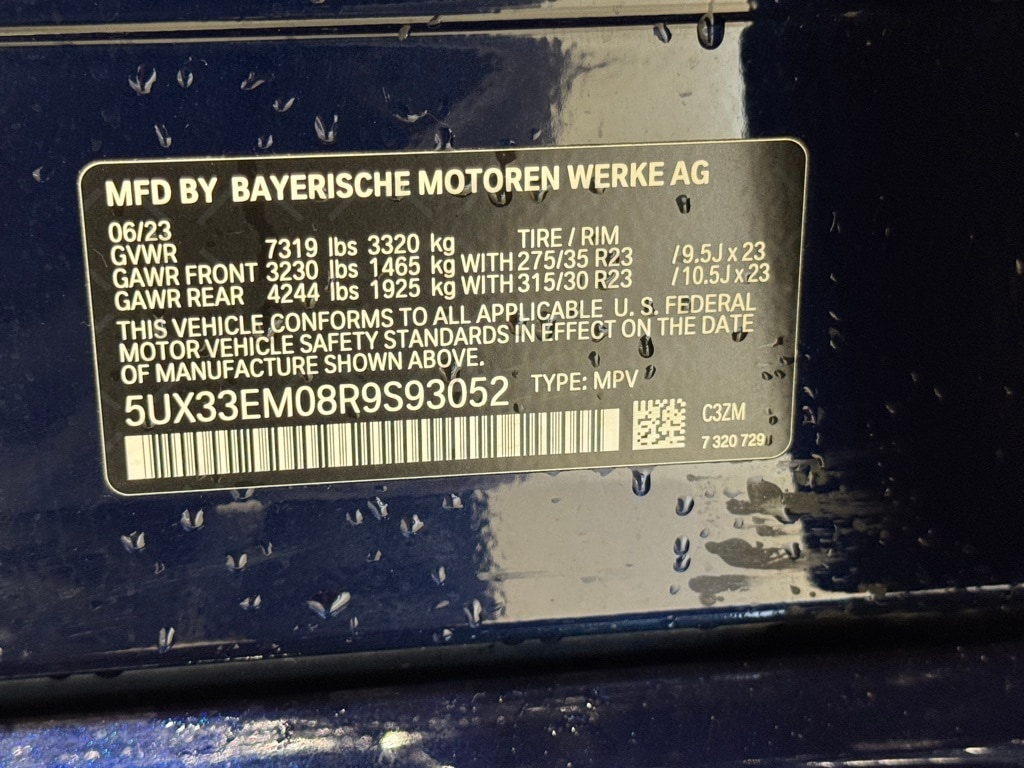 MFD BY BAYERISCHE MOTOREN WERKE AG
06/23 TIRE / RIM
GVWR 7319 lbs 3320 kg
GAWR FRONT 3230 lbs 1465 kg WITH 275/35 R23 /9.5J x 23
GAWR REAR 4244 lbs 1925 kg WITH 315/30 R23 /10.5J x 23
THIS VEHICLE CONFORMS TO ALL APPLICABLE U. S. FEDERAL
MOTOR VEHICLE SAFETY STANDARDS IN EFFECT ON THE DATE
OF MANUFACTURE SHOWN ABOVE.
5UX33EM08R9S93052 TYPE: MPV
C3ZM
7 320 729